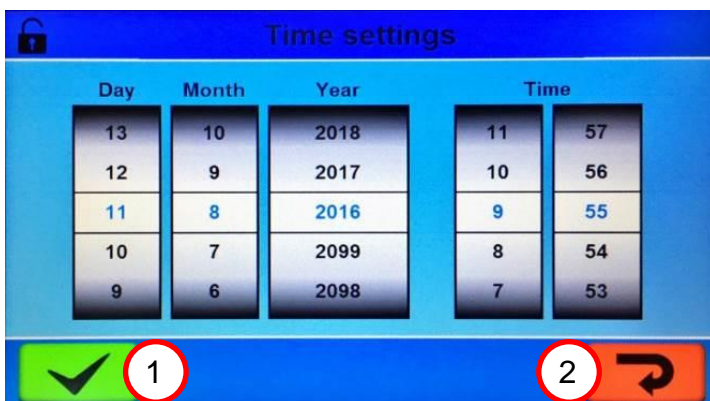 Time settings
Day Month Year Time
13 10 2018 11 57
12 9 2017 10 56
11 8 2016 9 55
10 7 2099 8 54
9 6 2098 7 53
1 2